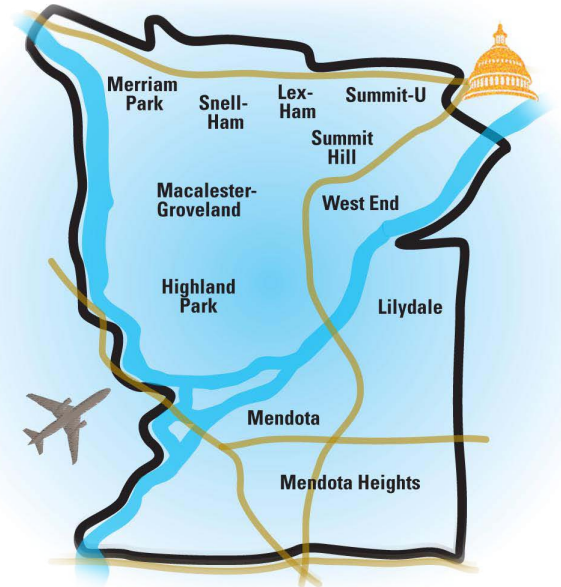 Merriam
Park
Snell-
Ham
Lex-
Ham
Summit-U
Summit
Hill
Macalester-
Groveland
West End
Highland
Park
Lilydale
Mendota
Mendota Heights